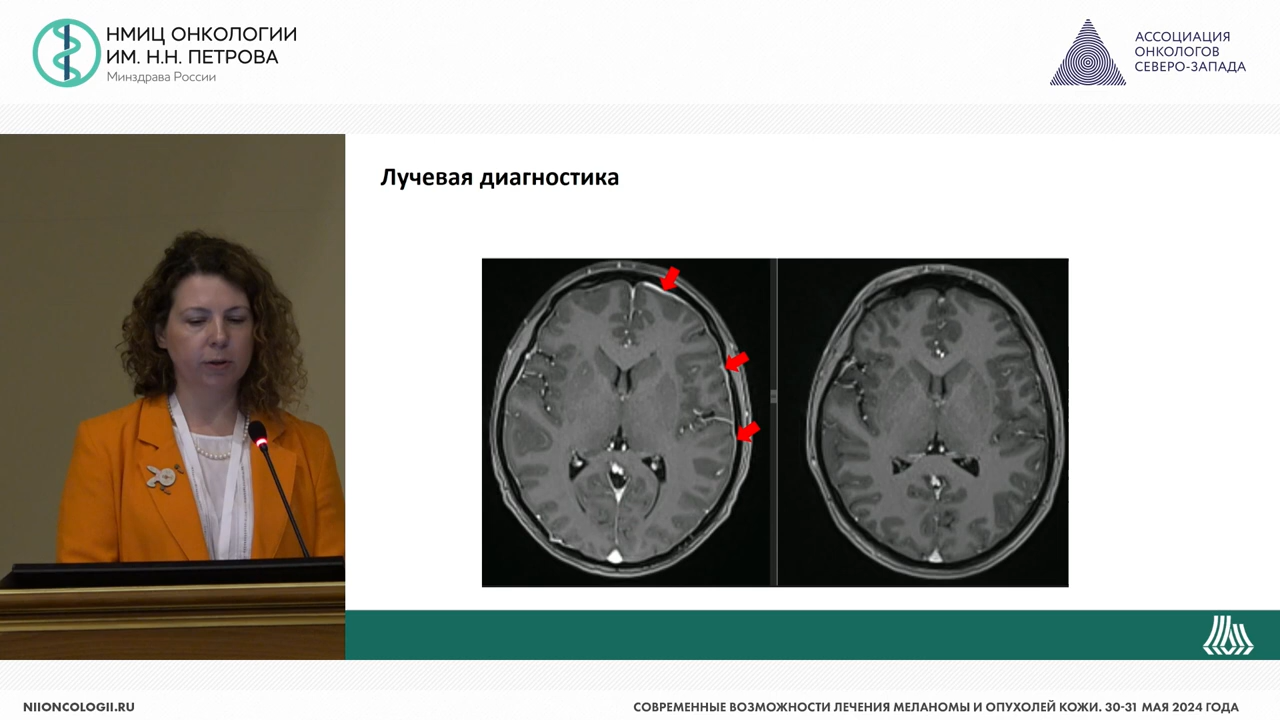 НМИЦ ОНКОЛОГИИ
ИМ. Н.Н. ПЕТРОВА
Минздрава России
АССОЦИАЦИЯ
ОНКОЛОГОВ
СЕВЕРО-ЗАПАДА
Лучевая диагностика
NIIONCOLOGII.RU
СОВРЕМЕННЫЕ ВОЗМОЖНОСТИ ЛЕЧЕНИЯ МЕЛАНОМЫ И ОПУХОЛЕЙ КОЖИ. 30-31 МАЯ 2024 ГОДА